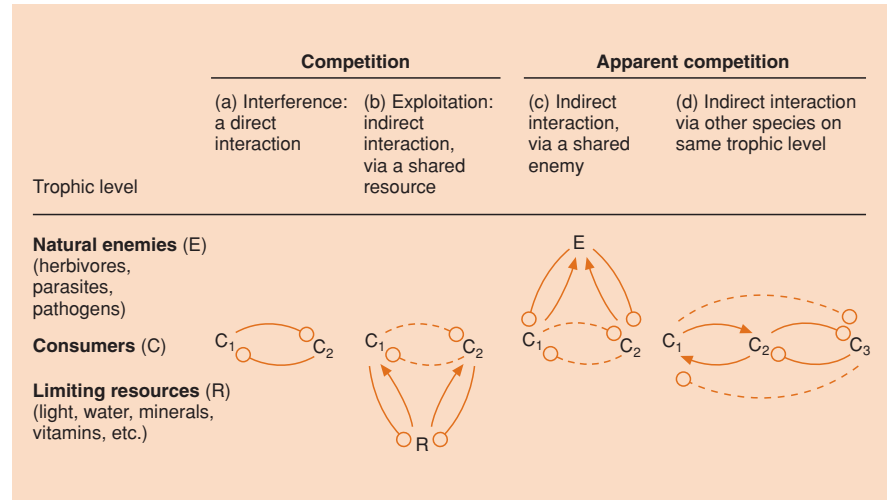 Competition
Apparent competition
(a) Interference:
a direct
interaction
(b) Exploitation:
indirect
interaction,
via a shared
resource
(c) Indirect
interaction,
via a shared
enemy
(d) Indirect interaction
via other species on
same trophic level
Trophic level
Natural enemies (E)
(herbivores,
parasites,
pathogens)
E
Consumers (C)
C1
C2
C1
C2
C1
C2
C1
C2
C3
Limiting resources (R)
(light, water, minerals,
vitamins, etc.)
R